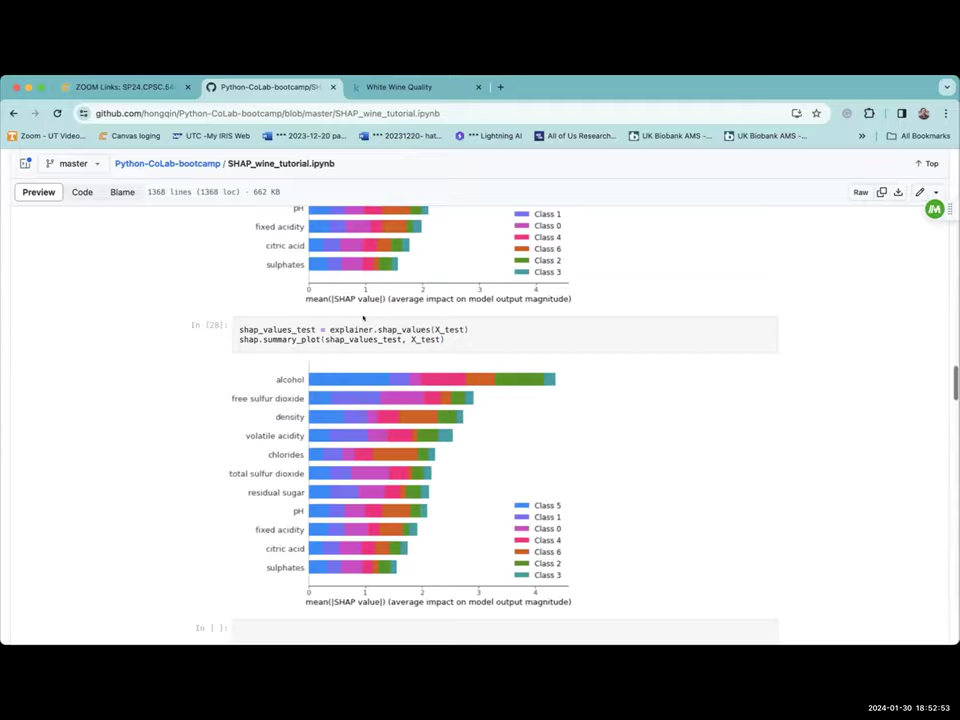 ZOOM Links: SP24.CPSC.54
Python-CoLab-bootcamp/SH
White Wine Quality
github.com/hongqin/Python-CoLab-bootcamp/blob/master/SHAP_wine_tutorial.ipynb
Zoom - UT Video... Canvas loging UTC -My IRIS Web *** 2023-12-20 pa... *** 20231220- hat... *** Lightning AI All of Us Research... UK Biobank AMS -... UK Biobank AMS -... » All Bookmarks
master Python-CoLab-bootcamp / SHAP_wine_tutorial.ipynb Top
Preview Code Blame 1368 lines (1368 loc) · 662 KB Raw
pH
fixed acidity
citric acid
sulphates
Class 1
Class 0
Class 4
Class 6
Class 2
Class 3
0 1 2 3 4
mean(|SHAP value|) (average impact on model output magnitude)
In [28]:
shap_values_test = explainer.shap_values(X_test)
shap.summary_plot(shap_values_test, X_test)
alcohol
free sulfur dioxide
density
volatile acidity
chlorides
total sulfur dioxide
residual sugar
pH
fixed acidity
citric acid
sulphates
Class 5
Class 1
Class 0
Class 4
Class 6
Class 2
Class 3
0 1 2 3 4
mean(|SHAP value|) (average impact on model output magnitude)
In [ ]:
2024-01-30 18:52:53